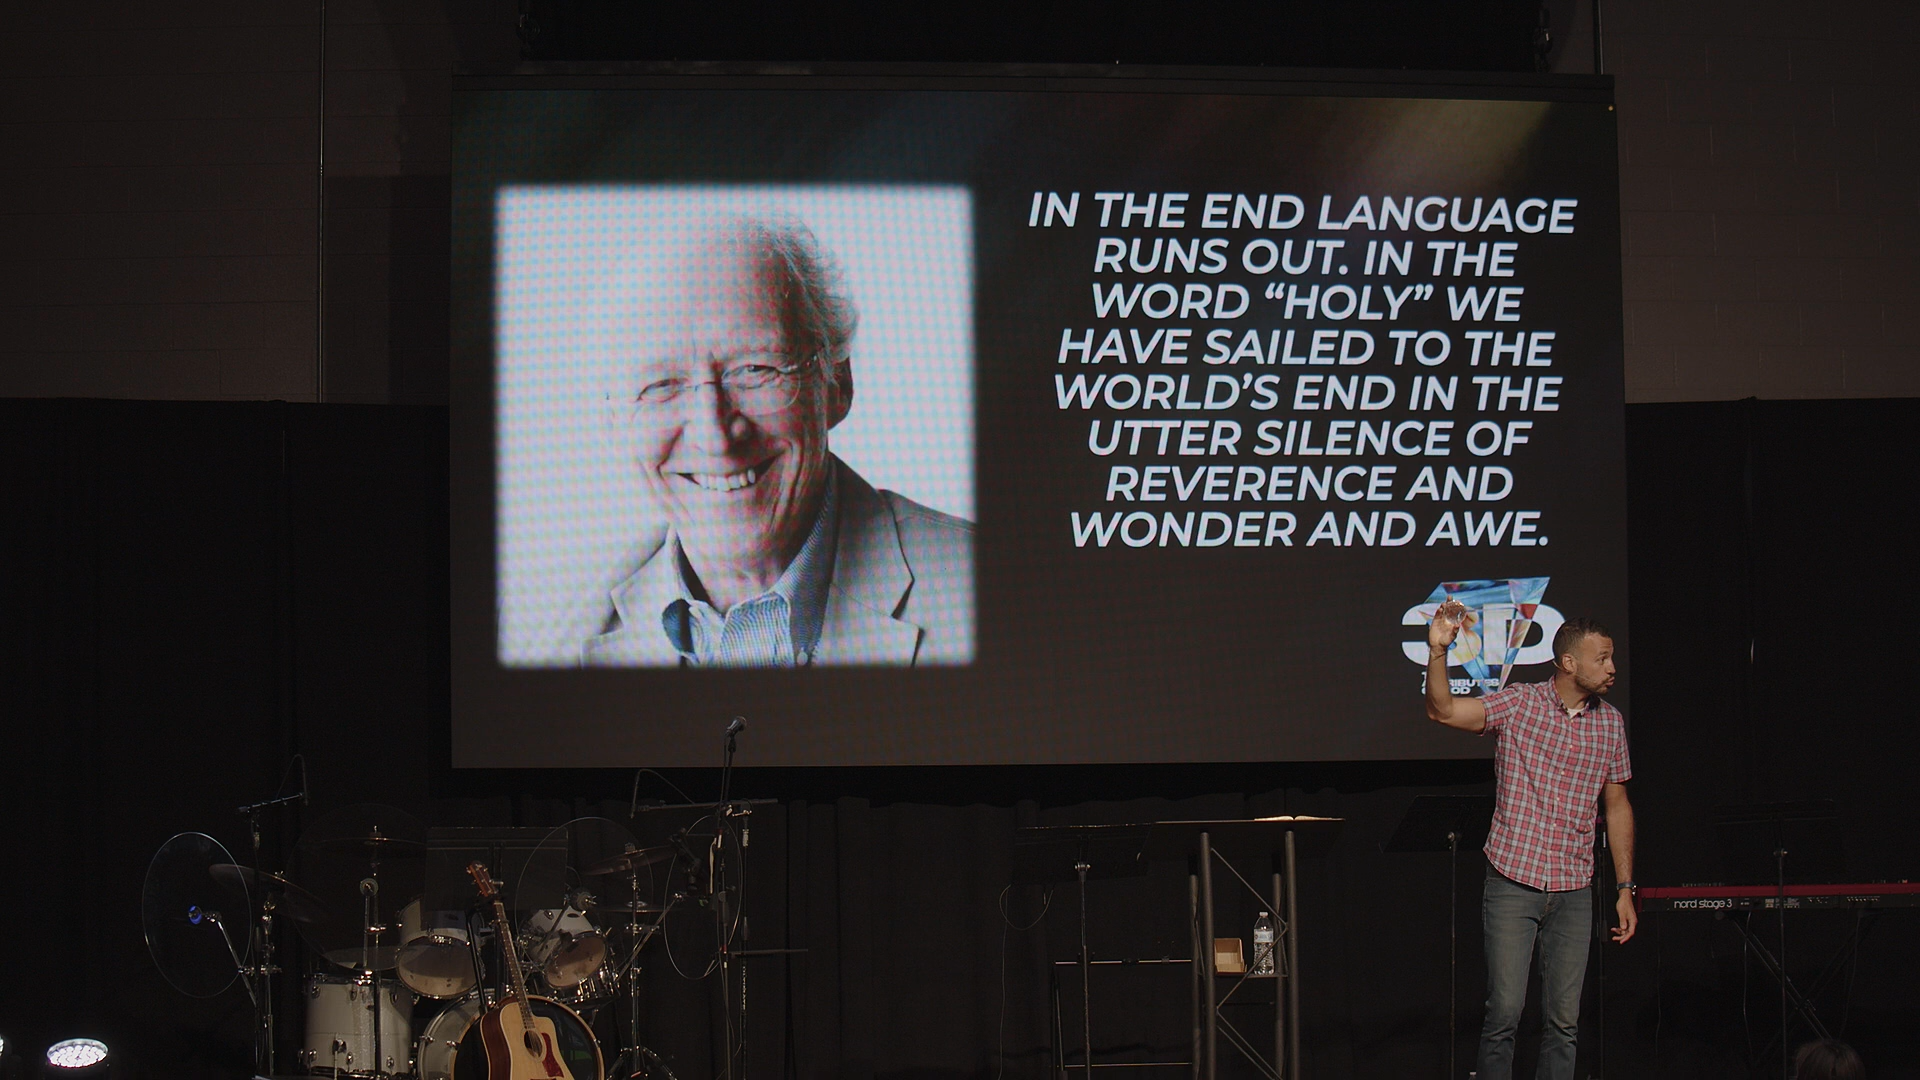 IN THE END LANGUAGE
RUNS OUT. IN THE
WORD “HOLY” WE
HAVE SAILED TO THE
WORLD’S END IN THE
UTTER SILENCE OF
REVERENCE AND
WONDER AND AWE.
3D
nord stage 3